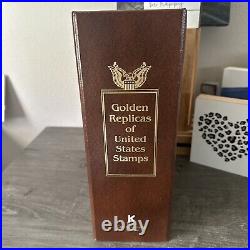 Golden
Replicas
of
United
States
Stamps